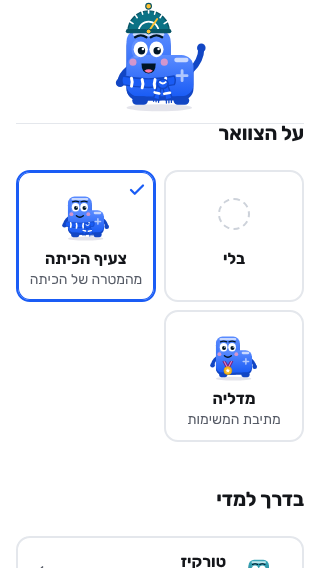 על הצוואר
בלי
צעיף הכיתה
מהמטרה של הכיתה
מדליה
מתיבת המשימות
בדרך למדי
טורקיז